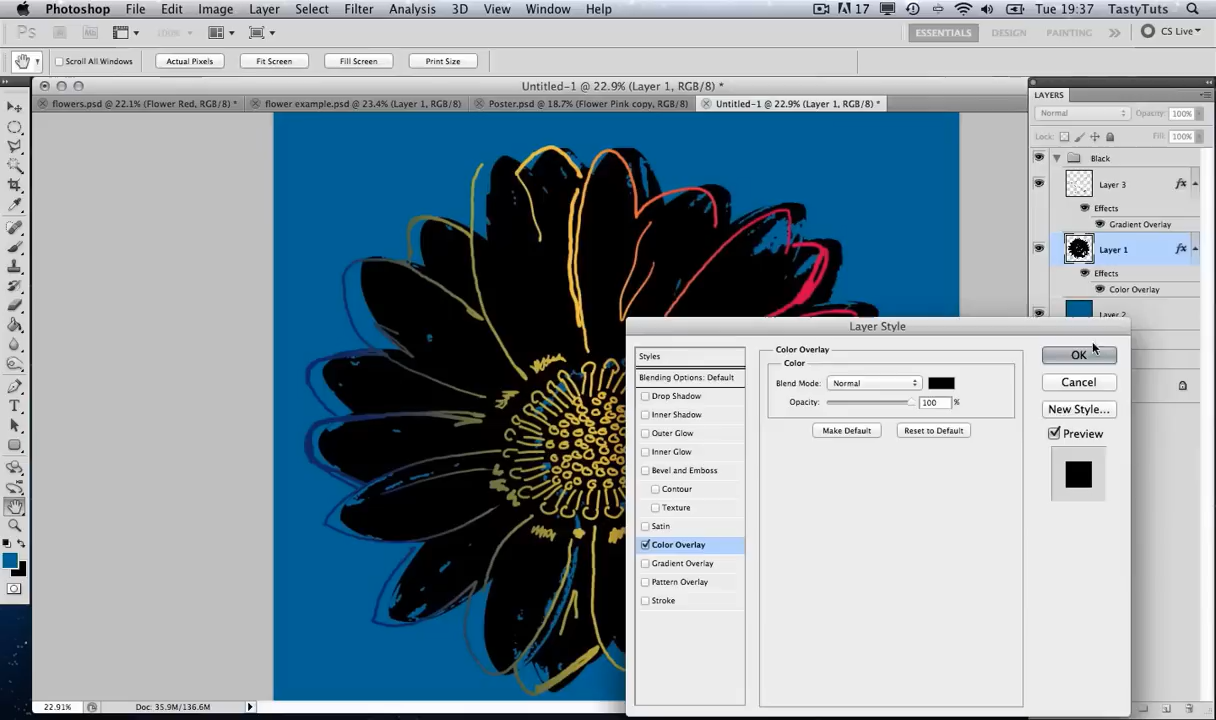 Photoshop File Edit Image Layer Select Filter Analysis 3D View Window Help 17 Tue 19:37 TastyTuts
Ps 100% ESSENTIALS DESIGN PAINTING >> CS Live
Scroll All Windows Actual Pixels Fit Screen Fill Screen Print Size
Untitled-1 @ 22.9% (Layer 1, RGB/8) *
flowers.psd @ 22.1% (Flower Red, RGB/8) * flower example.psd @ 23.4% (Layer 1, RGB/8) Poster.psd @ 18.7% (Flower Pink copy, RGB/8) Untitled-1 @ 22.9% (Layer 1, RGB/8) *
LAYERS
Normal Opacity: 100%
Lock: Fill: 100%
Black
Layer 3 fx
Effects
Gradient Overlay
Layer 1 fx
Effects
Color Overlay
Layer 2
Layer Style
Styles
Blending Options: Default
Drop Shadow
Inner Shadow
Outer Glow
Inner Glow
Bevel and Emboss
Contour
Texture
Satin
Color Overlay
Gradient Overlay
Pattern Overlay
Stroke
Color Overlay
Color
Blend Mode: Normal
Opacity: 100 %
Make Default Reset to Default
OK
Cancel
New Style...
Preview
22.91% Doc: 35.9M/136.6M